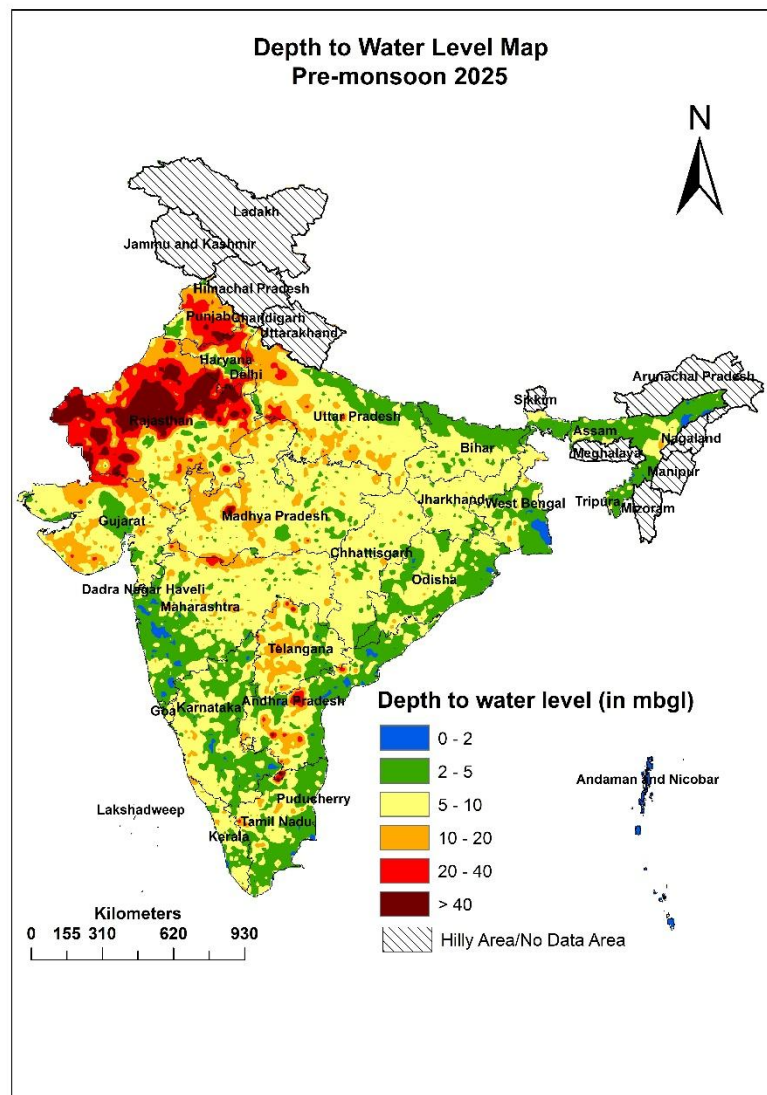 Depth to Water Level Map
Pre-monsoon 2025
N
Ladakh
Jammu and Kashmir
Himachal Pradesh
Punjab
Chandigarh
Uttarakhand
Haryana
Delhi
Rajasthan
Uttar Pradesh
Sikkim
Arunachal Pradesh
Assam
Nagaland
Meghalaya
Manipur
Bihar
Tripura
Mizoram
Jharkhand
West Bengal
Gujarat
Madhya Pradesh
Chhattisgarh
Odisha
Dadra Nagar Haveli
Maharashtra
Telangana
Goa
Karnataka
Andhra Pradesh
Lakshadweep
Puducherry
Tamil Nadu
Kerala
Andaman and Nicobar
Depth to water level (in mbgl)
0 - 2
2 - 5
5 - 10
10 - 20
20 - 40
> 40
Hilly Area/No Data Area
Kilometers
0 155 310 620 930